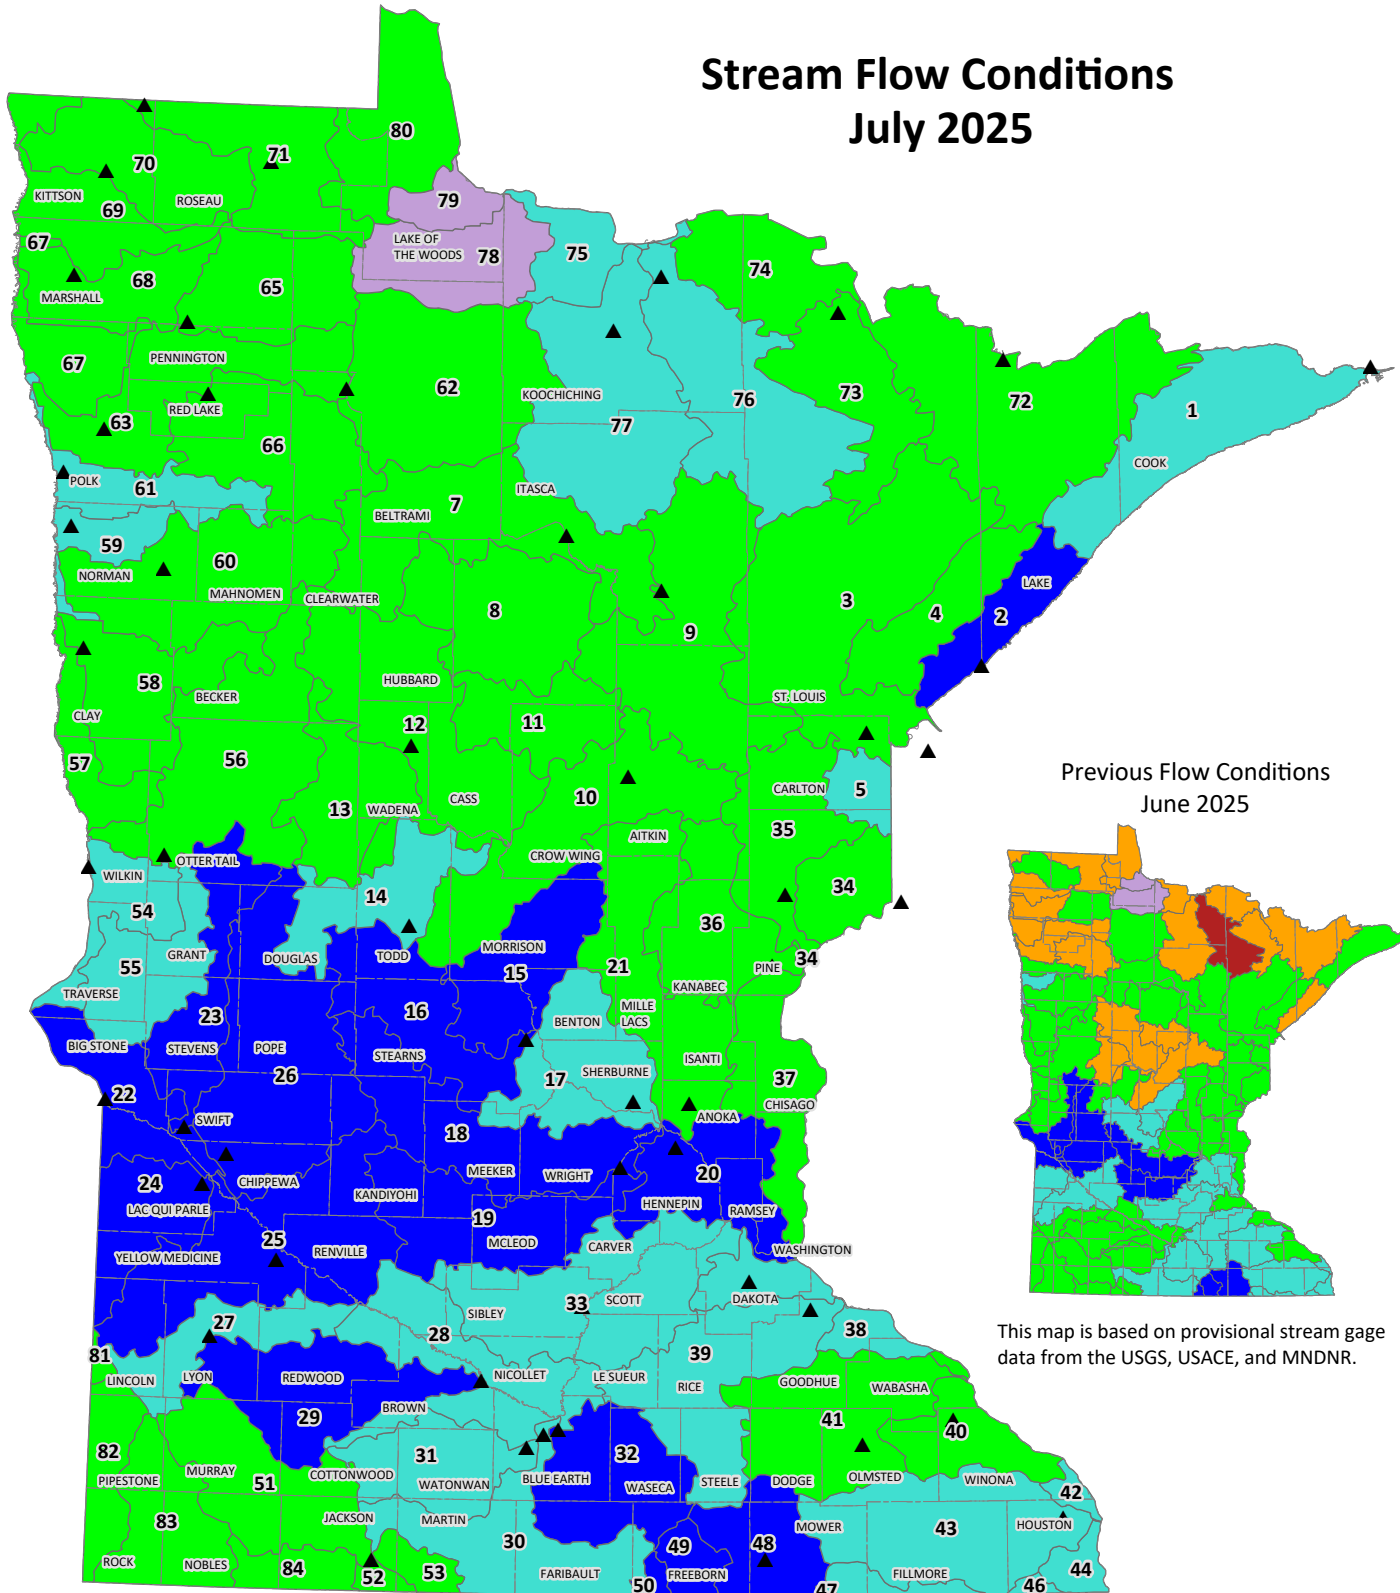 Stream Flow Conditions
July 2025
80
70
71
79
KITTSON
ROSEAU
69
67
LAKE OF
THE WOODS
78
75
74
68
65
MARSHALL
67
PENNINGTON
62
KOOCHICHING
76
73
72
1
RED LAKE
63
66
77
COOK
POLK
61
ITASCA
7
BELTRAMI
59
60
NORMAN
MAHNOMEN
CLEARWATER
8
3
4
LAKE
2
9
58
BECKER
HUBBARD
ST. LOUIS
CLAY
12
11
57
56
13
WADENA
CASS
10
CARLTON
5
35
AITKIN
OTTER TAIL
CROW WING
WILKIN
14
34
54
36
MORRISON
GRANT
DOUGLAS
TODD
34
55
15
21
PINE
TRAVERSE
KANABEC
23
16
MILLE
LACS
BENTON
BIG STONE
STEVENS
POPE
STEARNS
ISANTI
26
17
SHERBURNE
37
22
CHISAGO
SWIFT
ANOKA
18
24
CHIPPEWA
MEEKER
WRIGHT
20
LAC QUI PARLE
KANDIYOHI
HENNEPIN
RAMSEY
19
25
RENVILLE
MCLEOD
CARVER
WASHINGTON
YELLOW MEDICINE
33
SCOTT
DAKOTA
SIBLEY
27
28
38
81
39
LINCOLN
LYON
REDWOOD
NICOLLET
LE SUEUR
RICE
GOODHUE
WABASHA
BROWN
29
41
40
82
31
32
PIPESTONE
MURRAY
51
COTTONWOOD
WATONWAN
BLUE EARTH
WASECA
STEELE
DODGE
OLMSTED
WINONA
42
83
JACKSON
MARTIN
MOWER
43
HOUSTON
30
48
49
ROCK
NOBLES
84
52
53
FARIBAULT
50
FREEBORN
47
FILLMORE
44
46
Previous Flow Conditions
June 2025
This map is based on provisional stream gage
data from the USGS, USACE, and MNDNR.